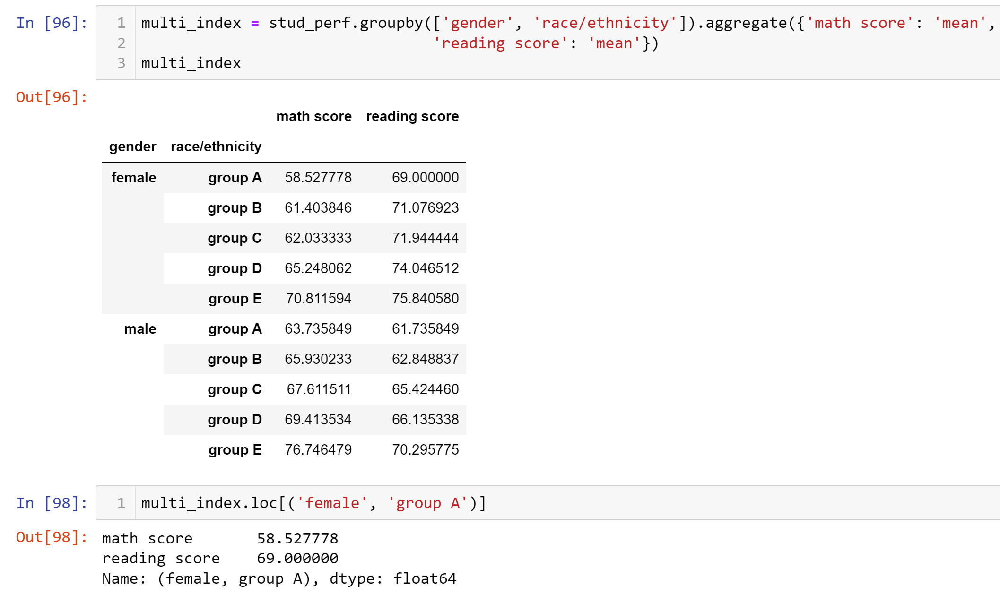 In [96]:
1 multi_index = stud_perf.groupby(['gender', 'race/ethnicity']).aggregate({'math score': 'mean',
2 'reading score': 'mean'})
3 multi_index
Out[96]:
math score reading score
gender race/ethnicity
female group A 58.527778 69.000000
group B 61.403846 71.076923
group C 62.033333 71.944444
group D 65.248062 74.046512
group E 70.811594 75.840580
male group A 63.735849 61.735849
group B 65.930233 62.848837
group C 67.611511 65.424460
group D 69.413534 66.135338
group E 76.746479 70.295775
In [98]:
1 multi_index.loc[('female', 'group A')]
Out[98]:
math score 58.527778
reading score 69.000000
Name: (female, group A), dtype: float64